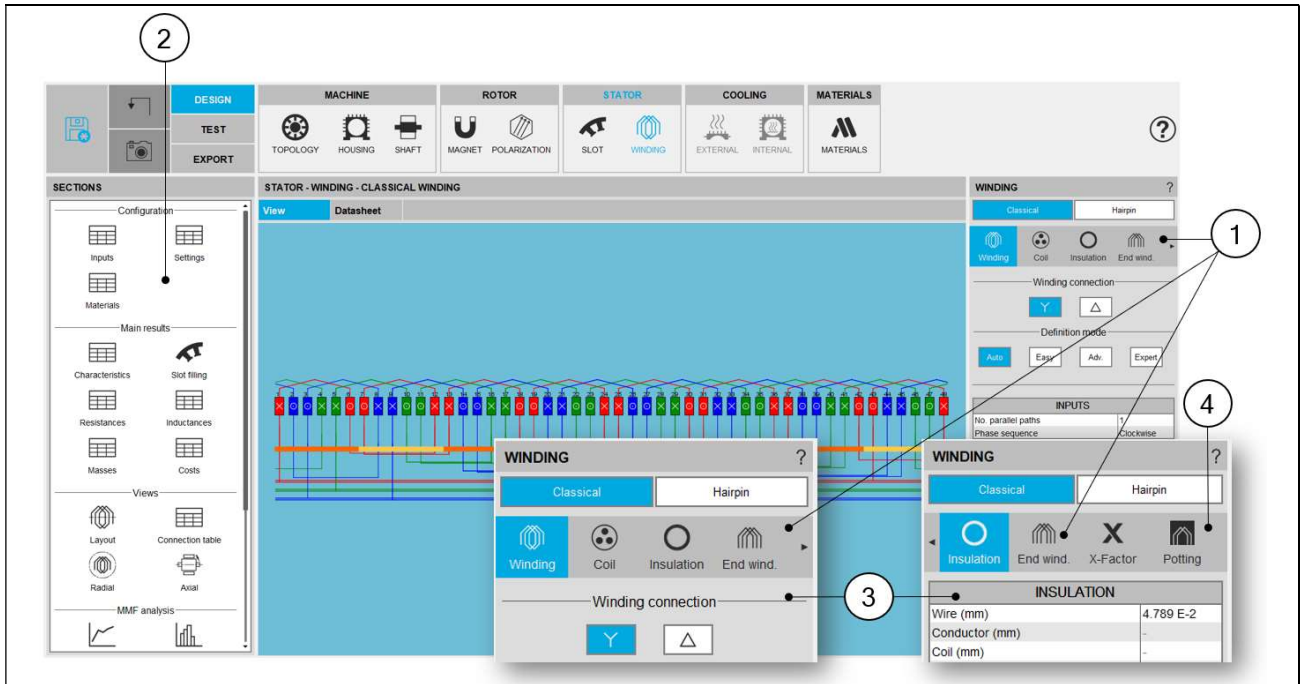 2
DESIGN
TEST
EXPORT
MACHINE
TOPOLOGY HOUSING SHAFT
ROTOR
MAGNET POLARIZATION
STATOR
SLOT WINDING
COOLING
EXTERNAL INTERNAL
MATERIALS
MATERIALS
?
SECTIONS
Configuration
Inputs Settings
Materials
Main results
Characteristics Slot filling
Resistances Inductances
Masses Costs
Views
Layout Connection table
Radial Axial
MMF analysis
STATOR - WINDING - CLASSICAL WINDING
View Datasheet
WINDING ?
Classical Hairpin
Winding Coil Insulation End wind.
1
Winding connection
Definition mode
Auto Easy Adv. Expert
INPUTS
No. parallel paths 1
Phase sequence Clockwise
4
WINDING ?
Classical Hairpin
Winding Coil Insulation End wind.
Winding connection
3
WINDING ?
Classical Hairpin
Insulation End wind. X-Factor Potting
INSULATION
Wire (mm) 4.789 E-2
Conductor (mm) -
Coil (mm) -